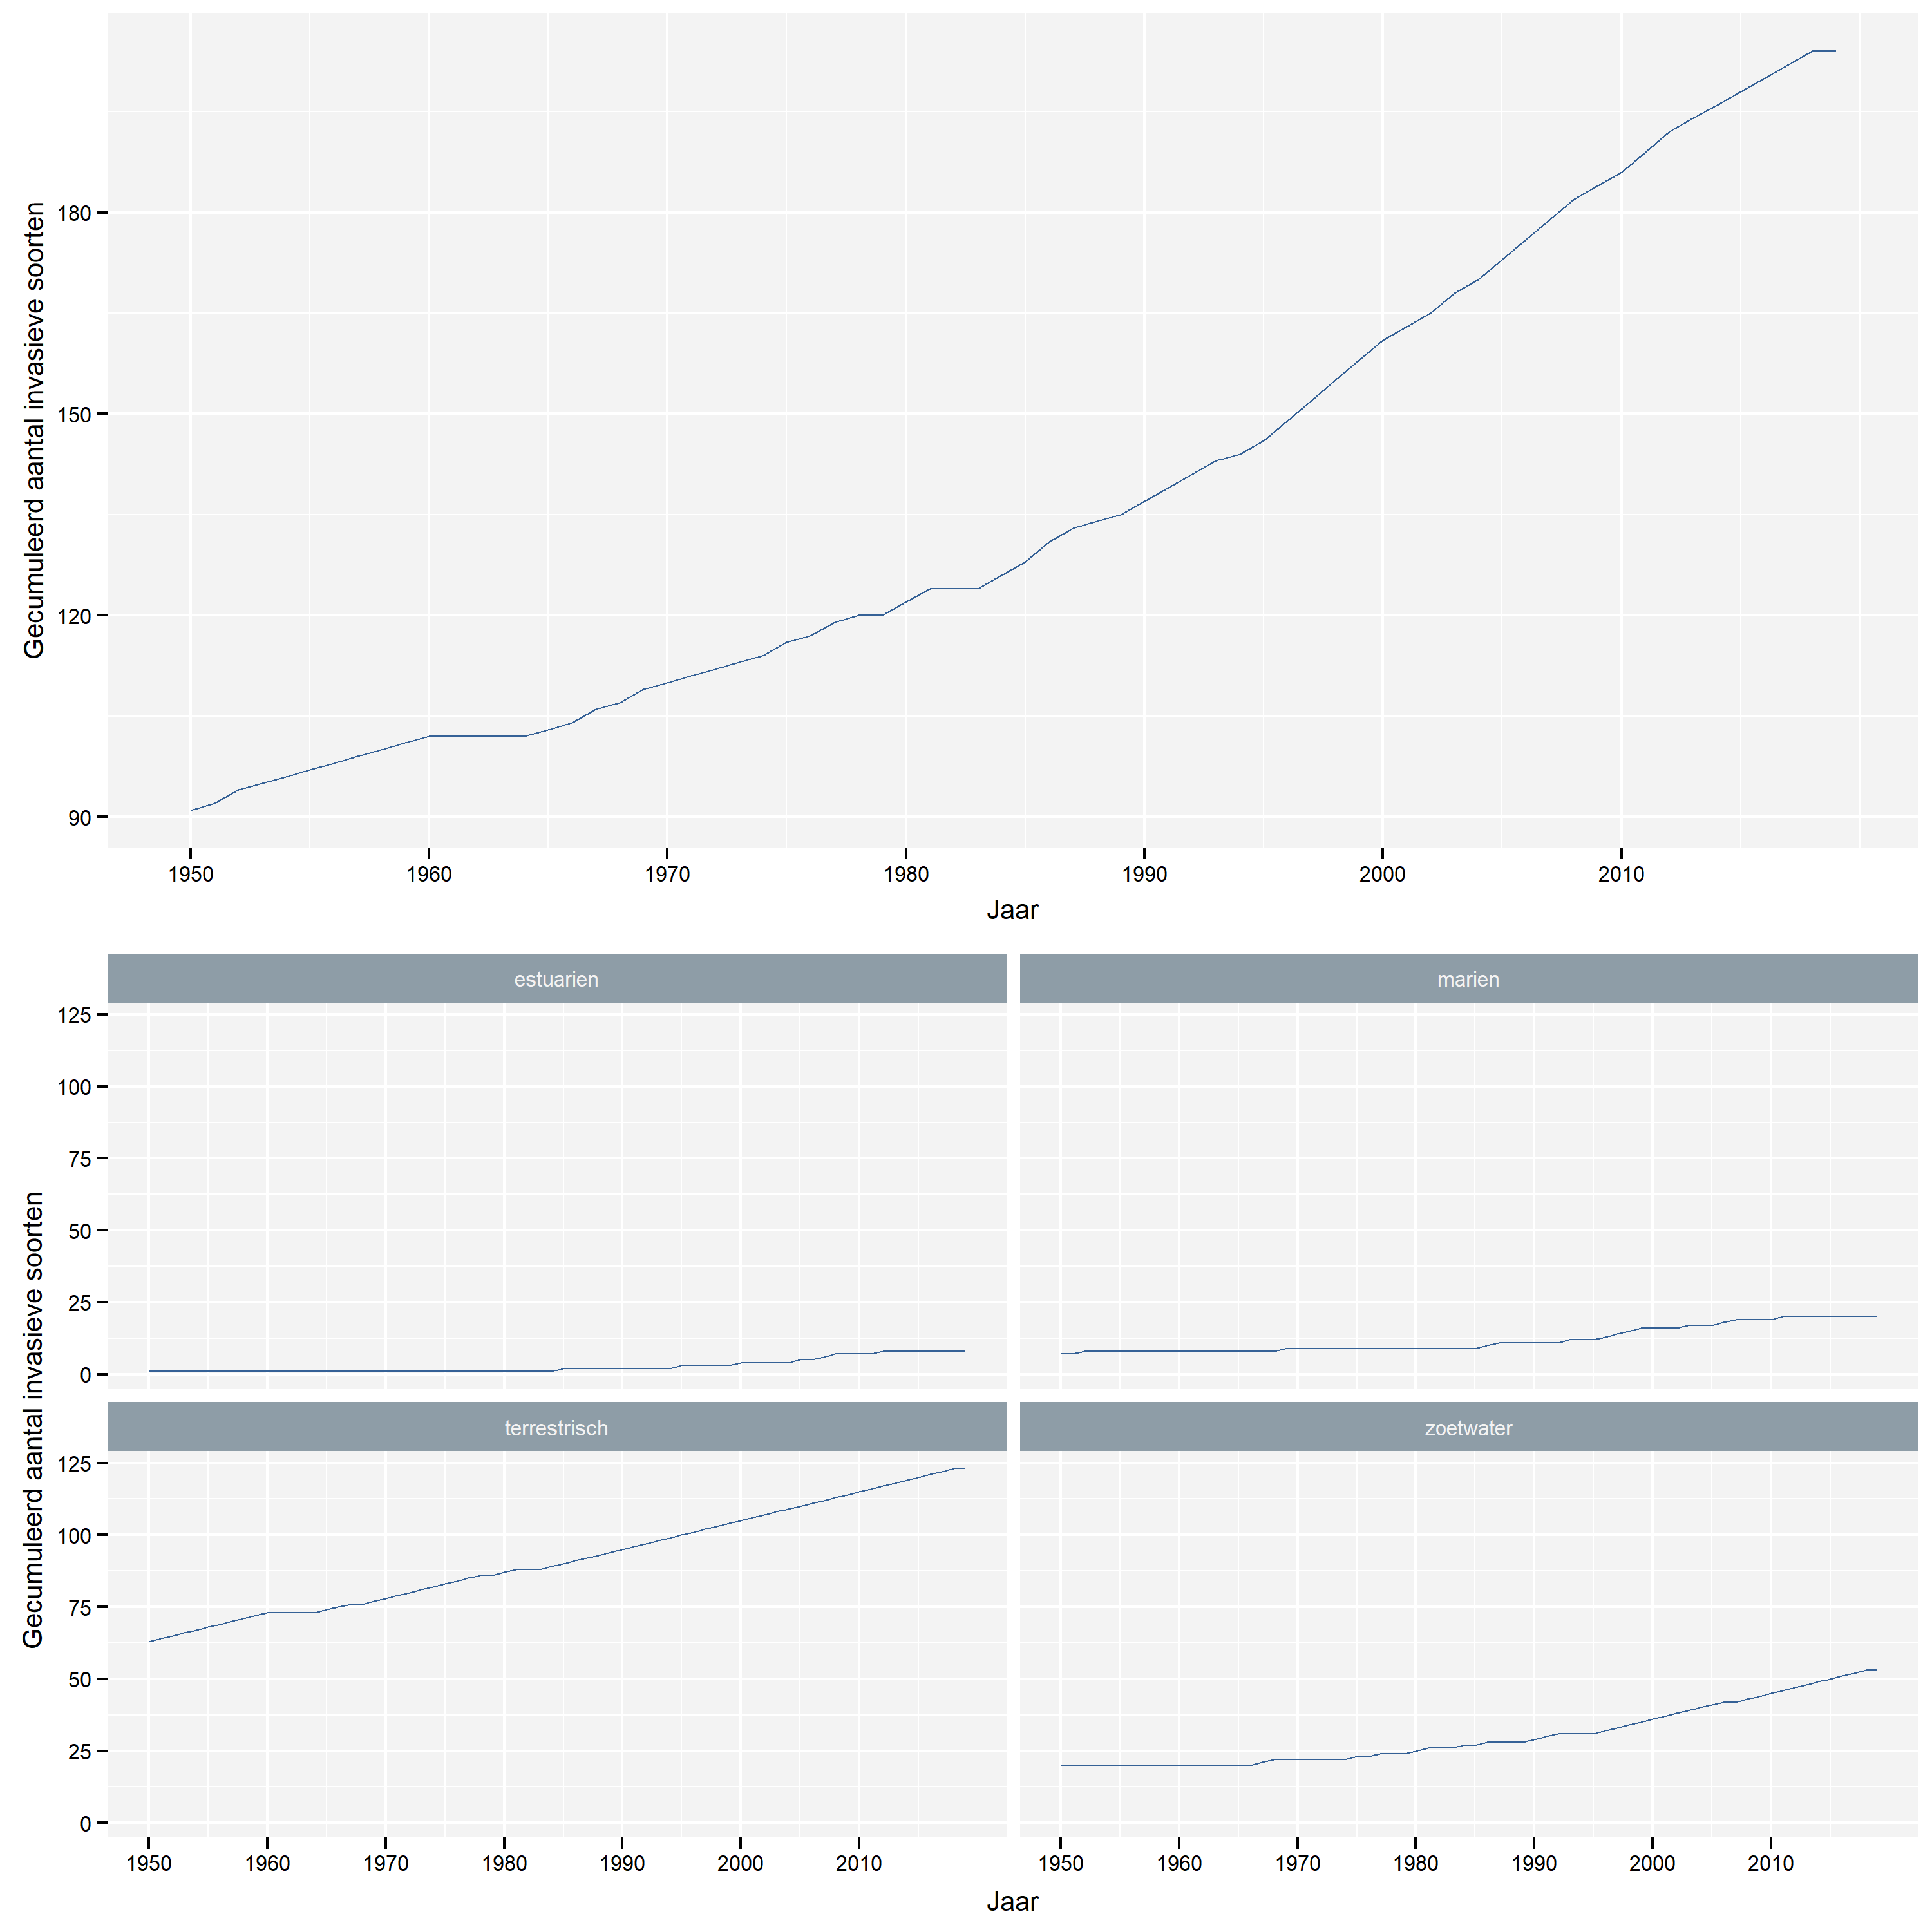 Gecumuleerd aantal invasieve soorten
180
150
120
90
1950 1960 1970 1980 1990 2000 2010
Jaar
Gecumuleerd aantal invasieve soorten
estuarien marien
125
100
75
50
25
0
terrestrisch zoetwater
125
100
75
50
25
0
1950 1960 1970 1980 1990 2000 2010 1950 1960 1970 1980 1990 2000 2010
Jaar